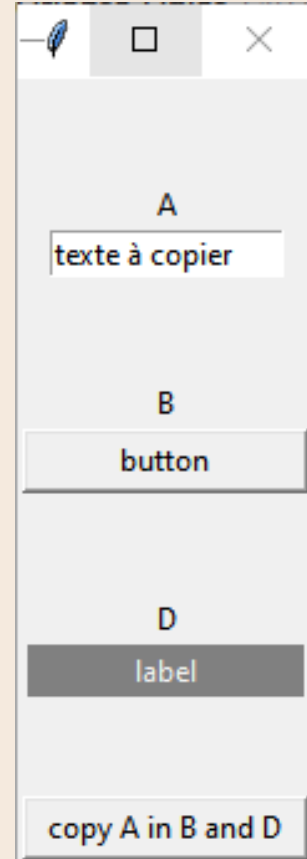 A
texte à copier
B
button
D
label
copy A in B and D